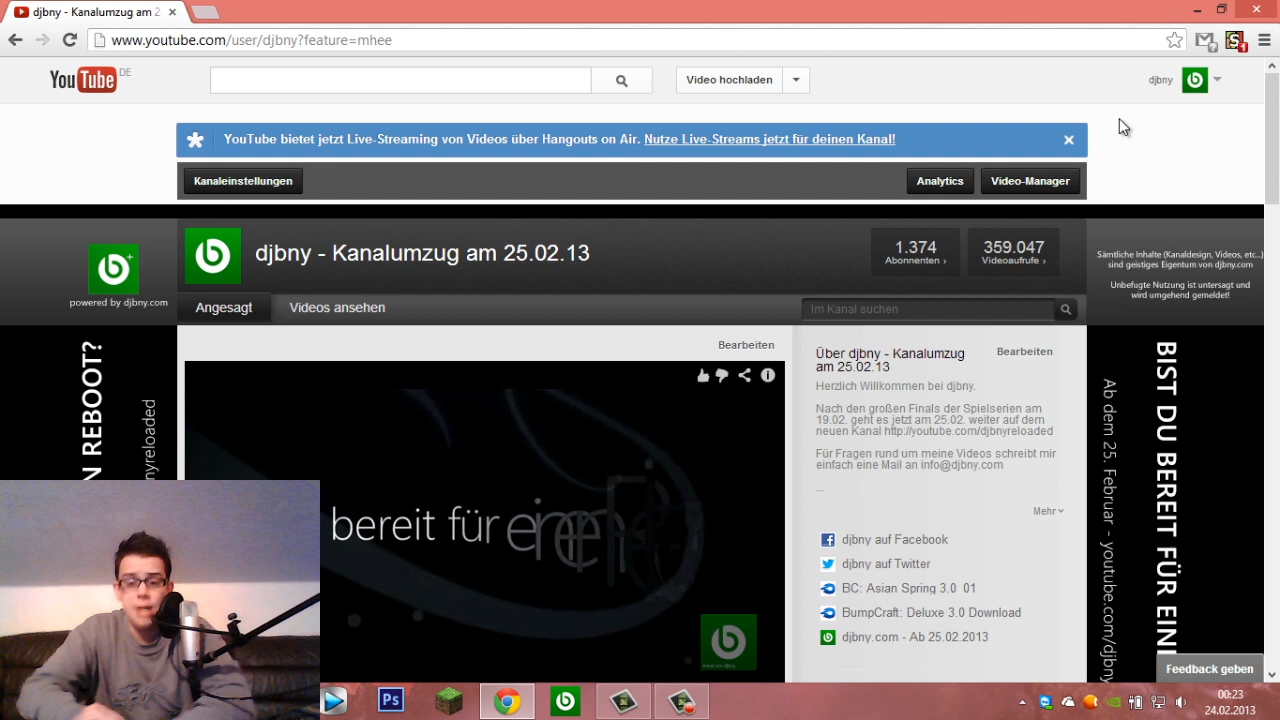 djbny - Kanalumzug am 2
www.youtube.com/user/djbny?feature=mhee
YouTube DE
Video hochladen
djbny
YouTube bietet jetzt Live-Streaming von Videos über Hangouts on Air. Nutze Live-Streams jetzt für deinen Kanal!
Kanaleinstellungen
Analytics
Video-Manager
djbny - Kanalumzug am 25.02.13
1.374
Abonnenten
359.047
Videoaufrufe
powered by djbny.com
Sämtliche Inhalte (Kanaldesign, Videos, etc...)
sind geistiges Eigentum von djbny.com
Unbefugte Nutzung ist untersagt und
wird umgehend gemeldet!
Angesagt
Videos ansehen
Im Kanal suchen
Bearbeiten
Über djbny - Kanalumzug
am 25.02.13
Bearbeiten
Herzlich Willkommen bei djbny.
Nach den großen Finals der Spielserien am
19.02. geht es jetzt am 25.02. weiter auf dem
neuen Kanal http://youtube.com/djbnyreloaded
Für Fragen rund um meine Videos schreibt mir
einfach eine Mail an info@djbny.com
...
Mehr
djbny auf Facebook
djbny auf Twitter
BC: Asian Spring 3.0 01
BumpCraft: Deluxe 3.0 Download
djbny.com - Ab 25.02.2013
N REBOOT?
nyreloaded
bereit für
BIST DU BEREIT FÜR EIN
Ab dem 25. Februar - youtube.com/djbny
Feedback geben
Ps
00:23
24.02.2013